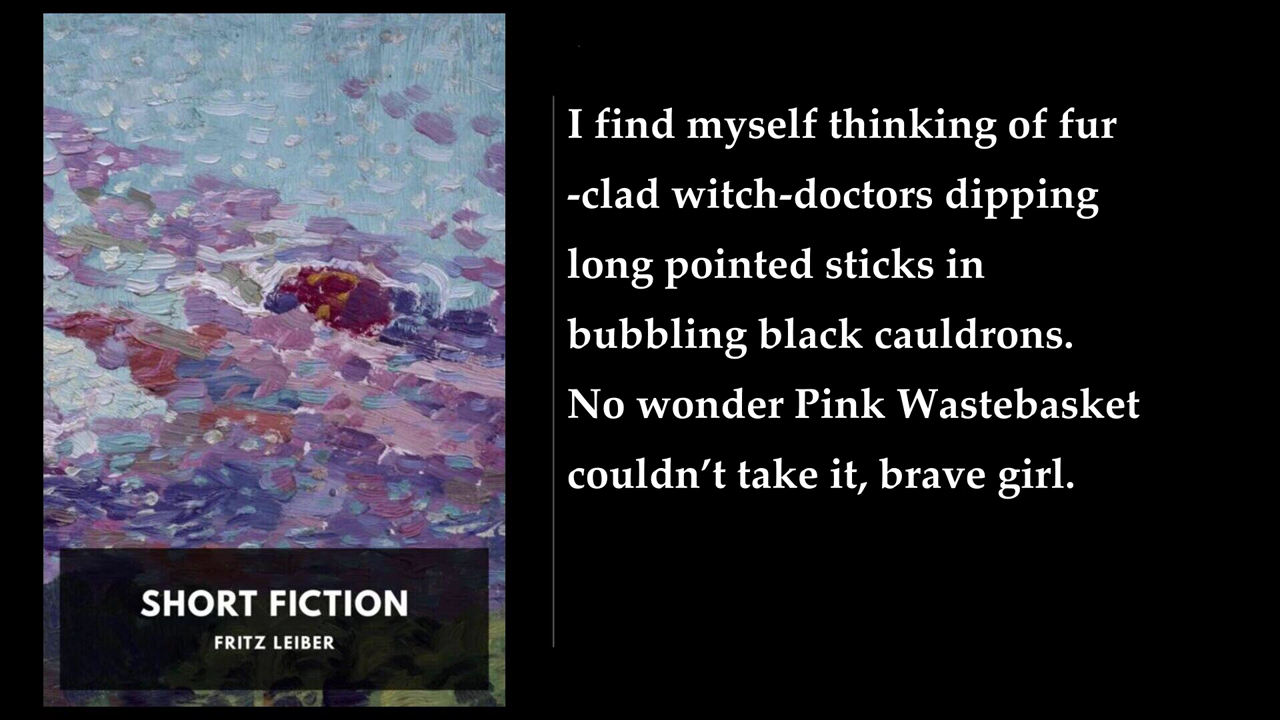 SHORT FICTION
FRITZ LEIBER
I find myself thinking of fur
-clad witch-doctors dipping
long pointed sticks in
bubbling black cauldrons.
No wonder Pink Wastebasket
couldn’t take it, brave girl.